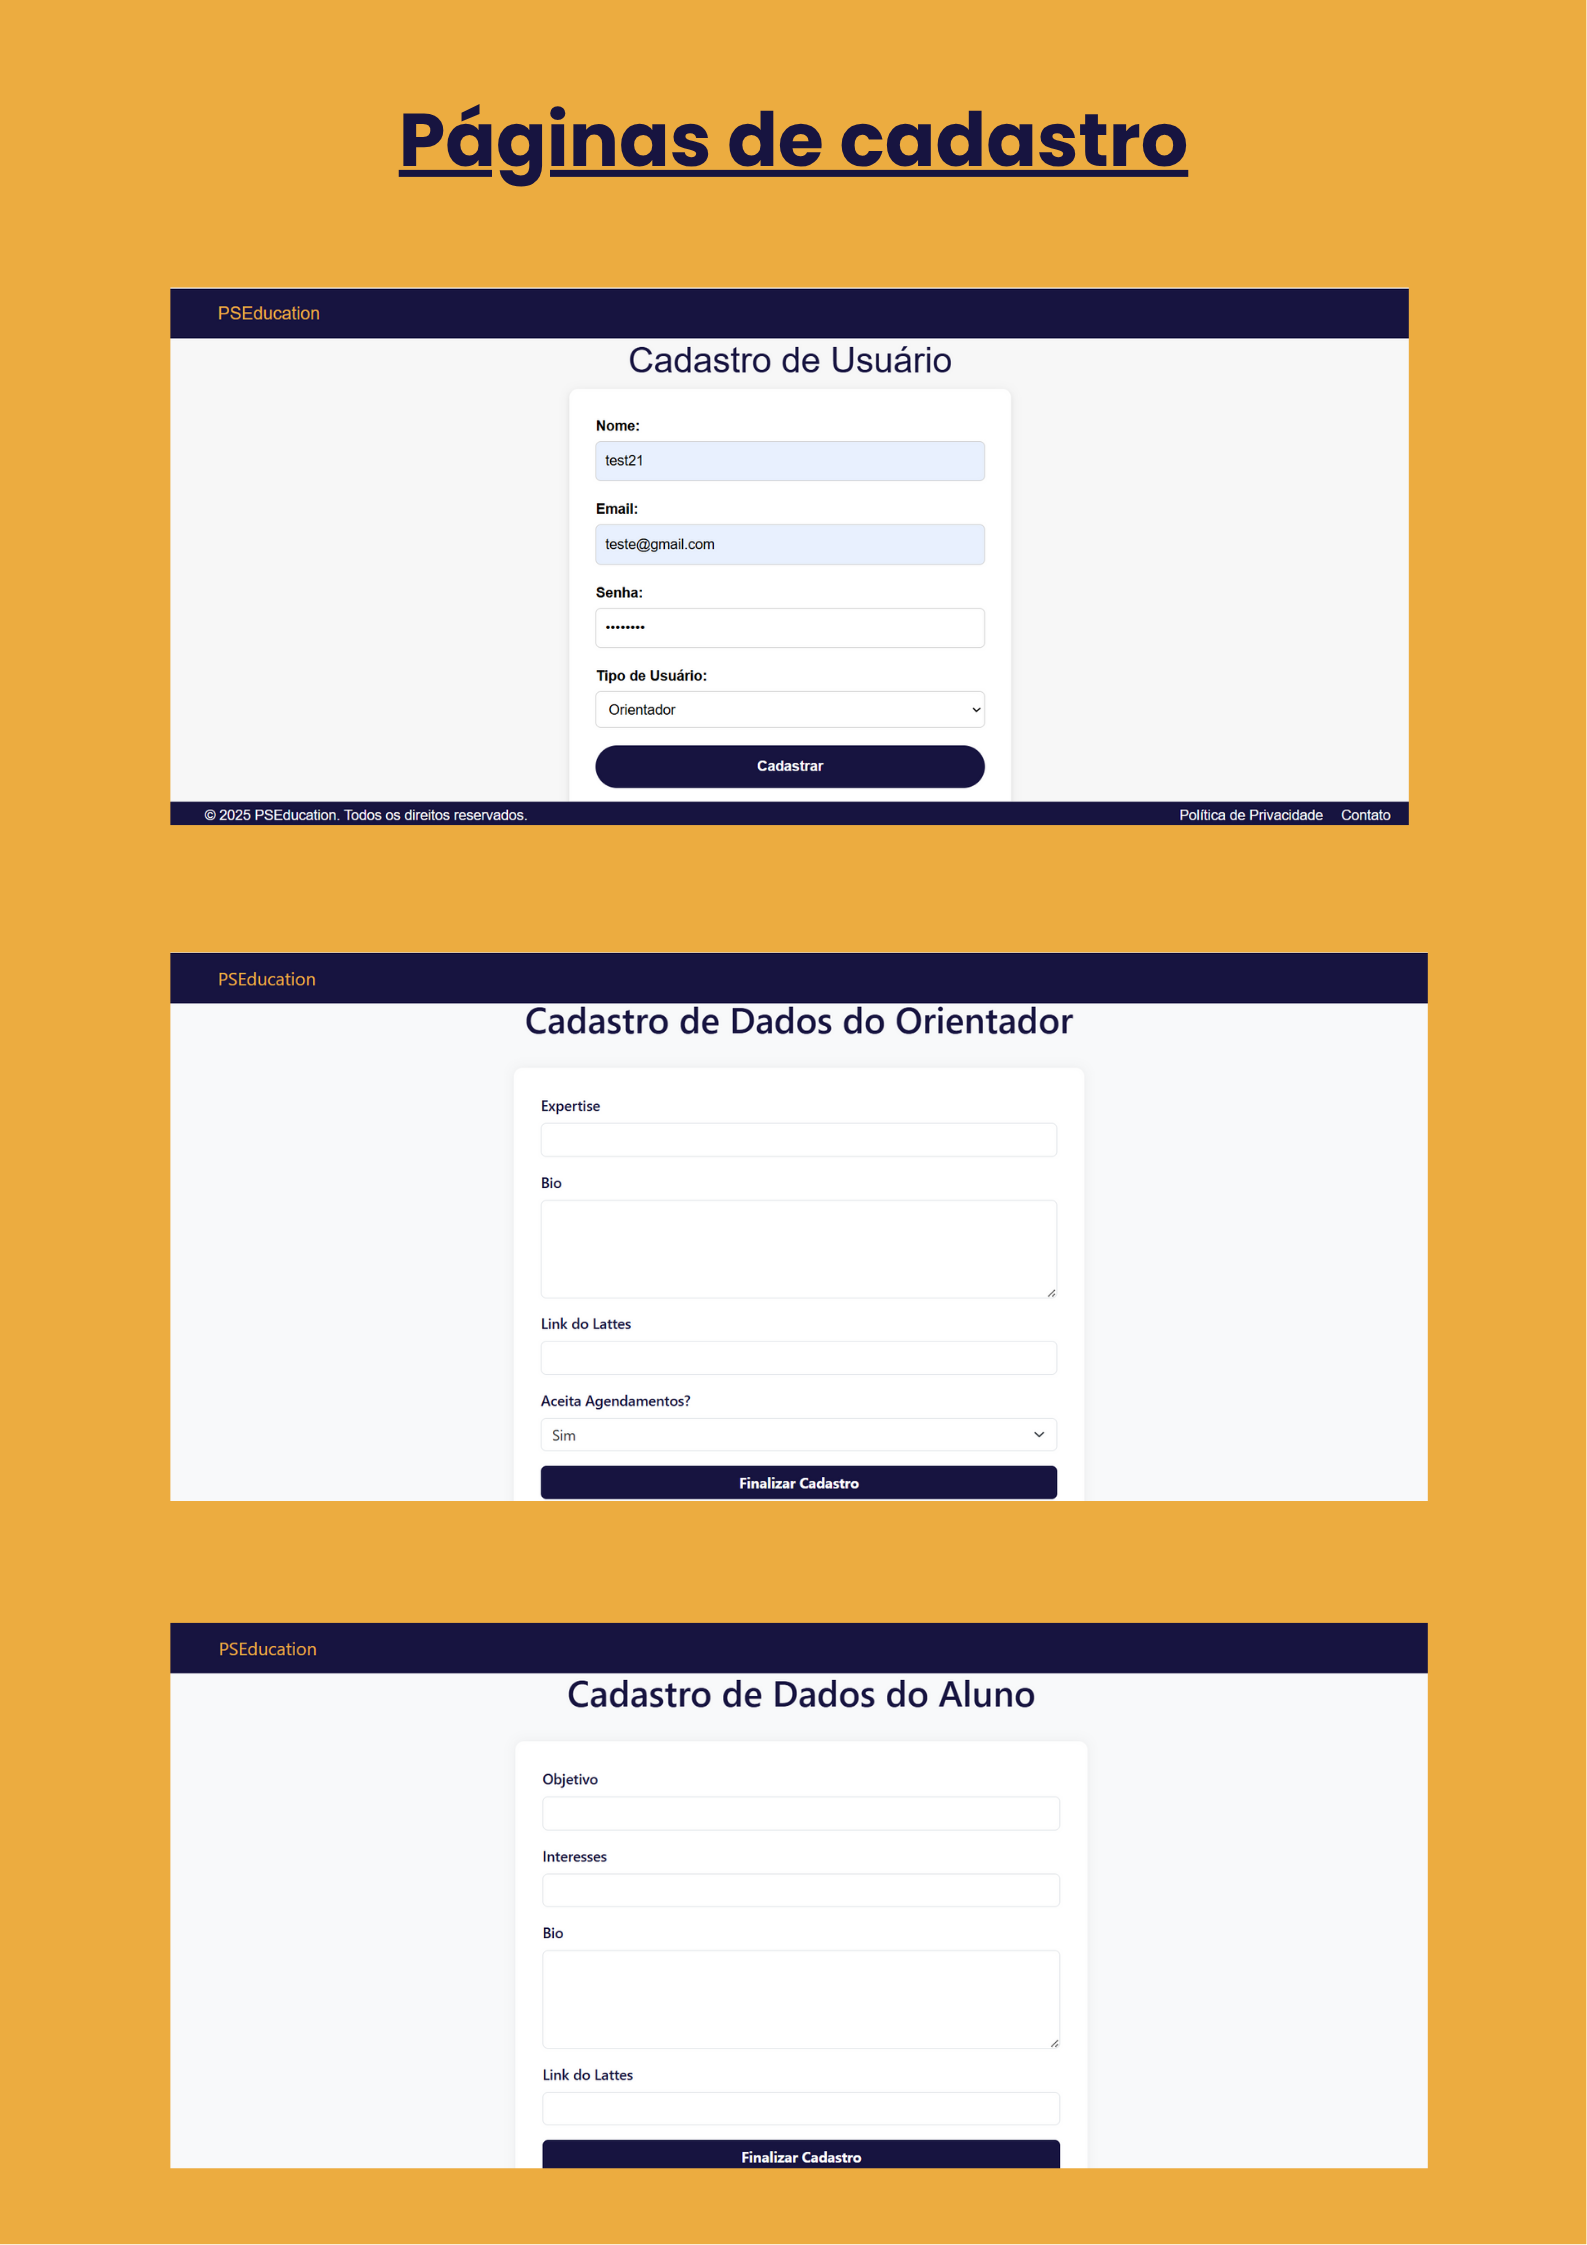 Páginas de cadastro
PSEducation
Cadastro de Usuário
Nome:
test21
Email:
teste@gmail.com
Senha:
••••••••
Tipo de Usuário:
Orientador
Cadastrar
© 2025 PSEducation. Todos os direitos reservados. Política de Privacidade Contato
PSEducation
Cadastro de Dados do Orientador
Expertise
Bio
Link do Lattes
Aceita Agendamentos?
Sim
Finalizar Cadastro
PSEducation
Cadastro de Dados do Aluno
Objetivo
Interesses
Bio
Link do Lattes
Finalizar Cadastro